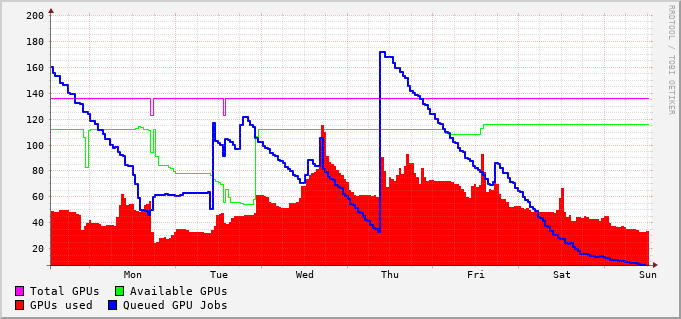 200
180
160
140
120
100
80
60
40
20
Mon Tue Wed Thu Fri Sat Sun
Total GPUs Available GPUs
GPUs used Queued GPU Jobs
RRDTOOL / TOBI OETIKER